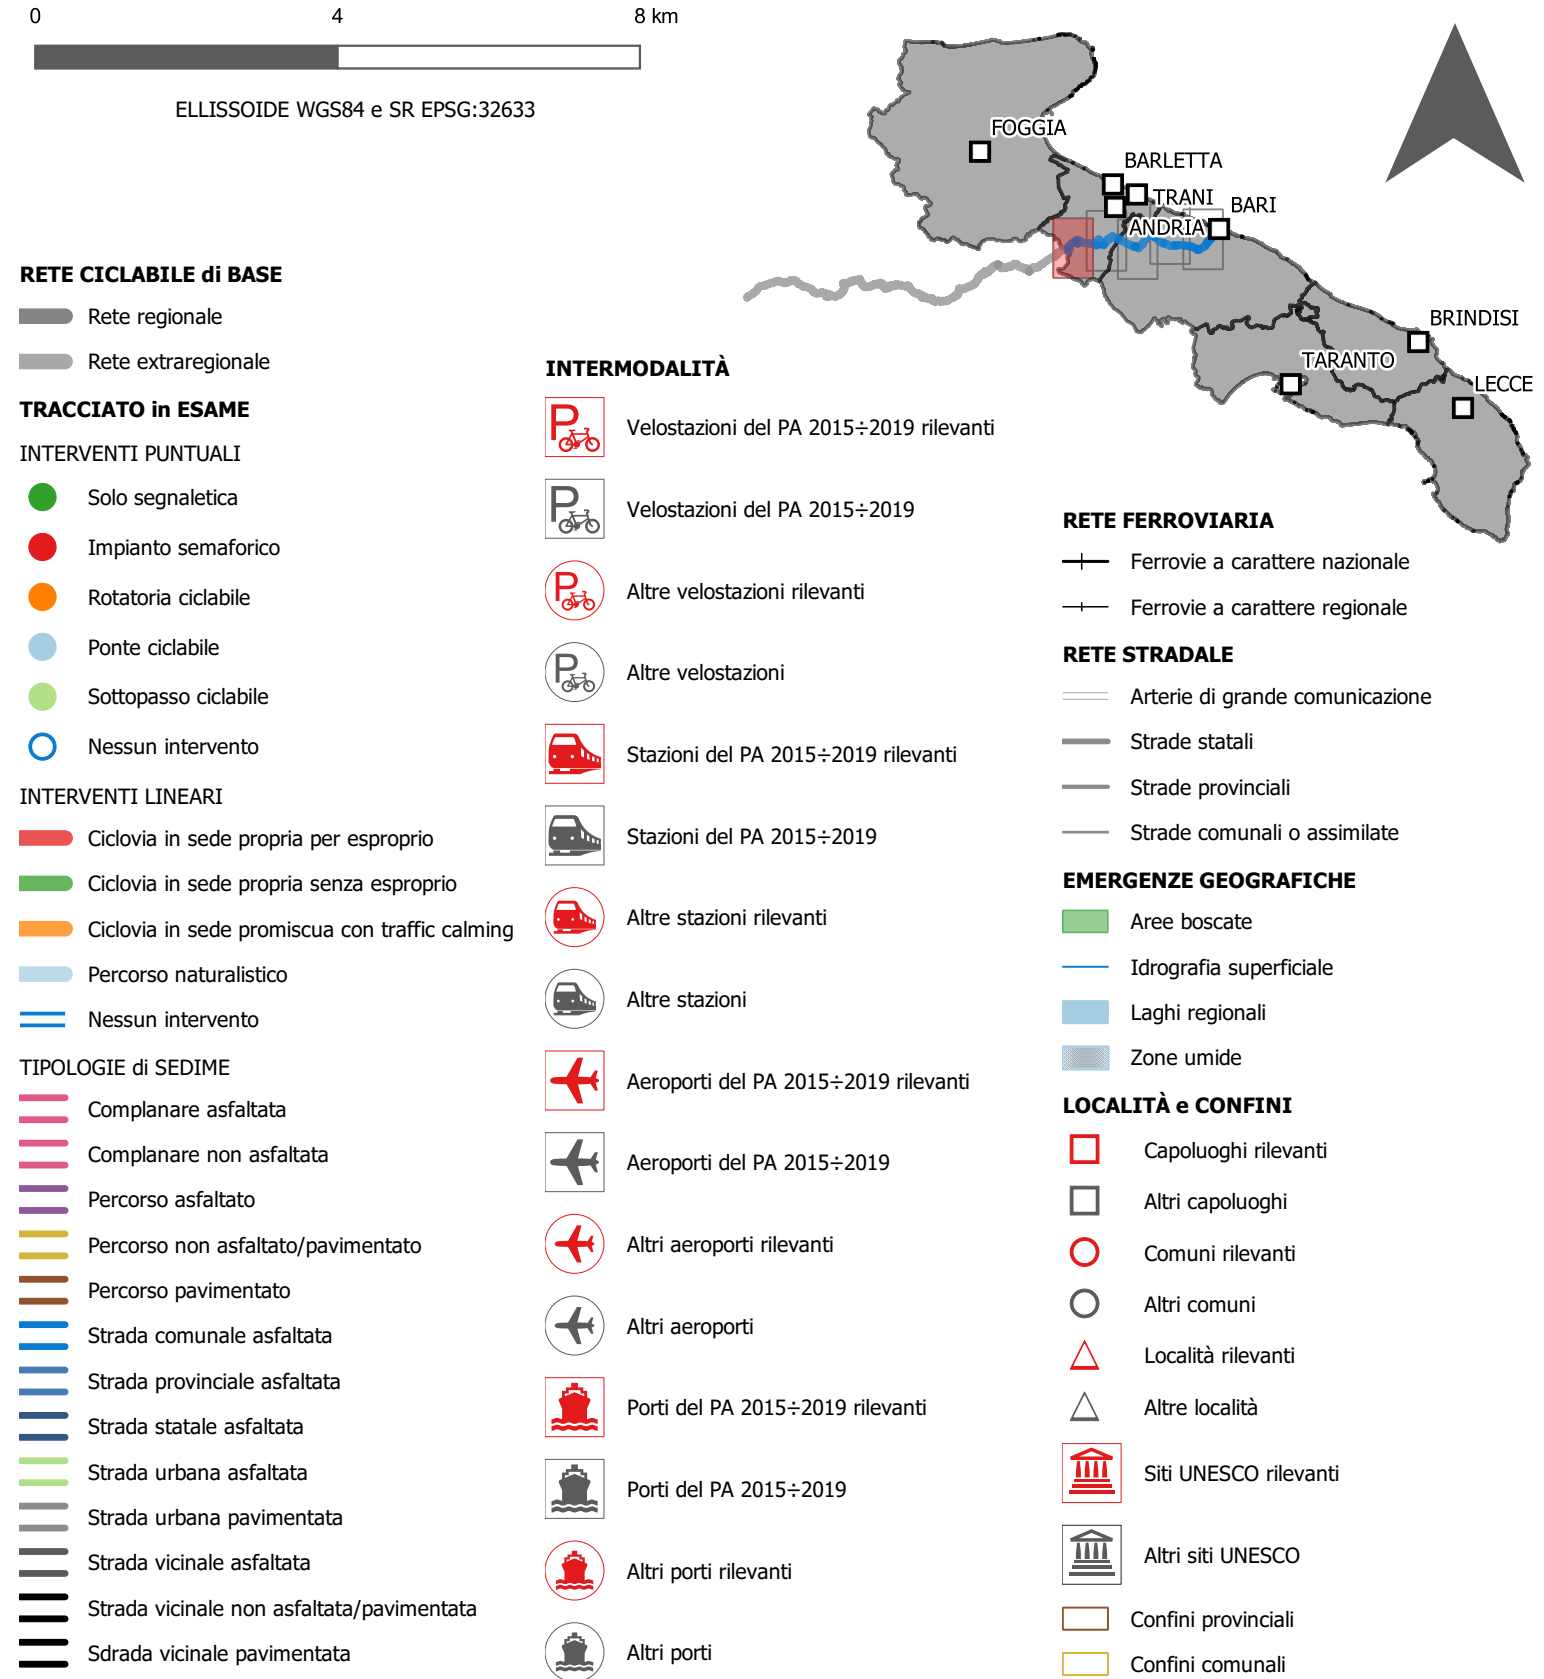 0 4 8 km
ELLISSOIDE WGS84 e SR EPSG:32633
FOGGIA
BARLETTA
TRANI
BARI
ANDRIA
BRINDISI
TARANTO
LECCE
RETE CICLABILE di BASE
Rete regionale
Rete extraregionale
TRACCIATO in ESAME
INTERVENTI PUNTUALI
Solo segnaletica
Impianto semaforico
Rotatoria ciclabile
Ponte ciclabile
Sottopasso ciclabile
Nessun intervento
INTERVENTI LINEARI
Ciclovia in sede propria per esproprio
Ciclovia in sede propria senza esproprio
Ciclovia in sede promiscua con traffic calming
Percorso naturalistico
Nessun intervento
TIPOLOGIE di SEDIME
Complanare asfaltata
Complanare non asfaltata
Percorso asfaltato
Percorso non asfaltato/pavimentato
Percorso pavimentato
Strada comunale asfaltata
Strada provinciale asfaltata
Strada statale asfaltata
Strada urbana asfaltata
Strada urbana pavimentata
Strada vicinale asfaltata
Strada vicinale non asfaltata/pavimentata
Sdrada vicinale pavimentata
INTERMODALITÀ
P
Velostazioni del PA 2015÷2019 rilevanti
P
Velostazioni del PA 2015÷2019
P
Altre velostazioni rilevanti
P
Altre velostazioni
Stazioni del PA 2015÷2019 rilevanti
Stazioni del PA 2015÷2019
Altre stazioni rilevanti
Altre stazioni
Aeroporti del PA 2015÷2019 rilevanti
Aeroporti del PA 2015÷2019
Altri aeroporti rilevanti
Altri aeroporti
Porti del PA 2015÷2019 rilevanti
Porti del PA 2015÷2019
Altri porti rilevanti
Altri porti
RETE FERROVIARIA
Ferrovie a carattere nazionale
Ferrovie a carattere regionale
RETE STRADALE
Arterie di grande comunicazione
Strade statali
Strade provinciali
Strade comunali o assimilate
EMERGENZE GEOGRAFICHE
Aree boscate
Idrografia superficiale
Laghi regionali
Zone umide
LOCALITÀ e CONFINI
Capoluoghi rilevanti
Altri capoluoghi
Comuni rilevanti
Altri comuni
Località rilevanti
Altre località
Siti UNESCO rilevanti
Altri siti UNESCO
Confini provinciali
Confini comunali